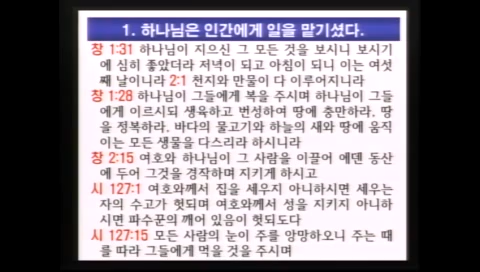 1. 하나님은 인간에게 일을 맡기셨다.
창 1:31 하나님이 지으신 그 모든 것을 보시니 보시기
에 심히 좋았더라 저녁이 되고 아침이 되니 이는 여섯
째 날이니라 2:1 천지와 만물이 다 이루어지니라
창 1:28 하나님이 그들에게 복을 주시며 하나님이 그들
에게 이르시되 생육하고 번성하여 땅에 충만하라, 땅
을 정복하라, 바다의 물고기와 하늘의 새와 땅에 움직
이는 모든 생물을 다스리라 하시니라
창 2:15 여호와 하나님이 그 사람을 이끌어 에덴 동산
에 두어 그것을 경작하며 지키게 하시고
시 127:1 여호와께서 집을 세우지 아니하시면 세우는
자의 수고가 헛되며 여호와께서 성을 지키지 아니하
시면 파수꾼의 깨어 있음이 헛되도다
시 127:15 모든 사람의 눈이 주를 앙망하오니 주는 때
를 따라 그들에게 먹을 것을 주시며